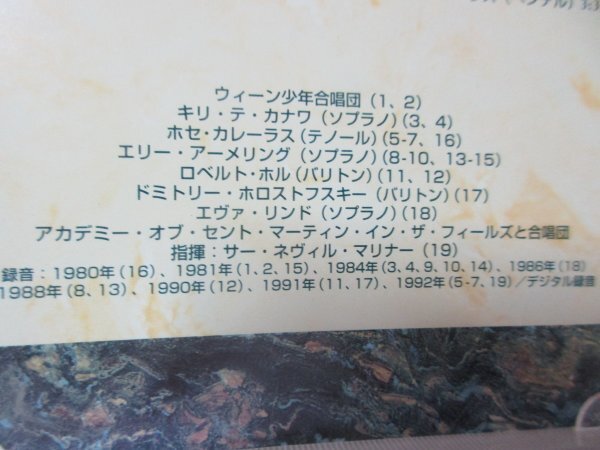 ウィーン少年合唱団(1、2)
キリ・テ・カナワ(ソプラノ)(3、4)
ホセ・カレーラス(テノール)(5-7、16)
エリー・アーメリング(ソプラノ)(8-10、13-15)
ロベルト・ホル(バリトン)(11、12)
ドミトリー・ホロストフスキー(バリトン)(17)
エヴァ・リンド(ソプラノ)(18)
アカデミー・オブ・セント・マーティン・イン・ザ・フィールズと合唱団
指揮:サー・ネヴィル・マリナー(19)
録音:1980年(16)、1981年(1、2、15)、1984年(3、4、9、10、14)、1986年(18)
1988年(8、13)、1990年(12)、1991年(11、17)、1992年(5-7、19)/デジタル録音